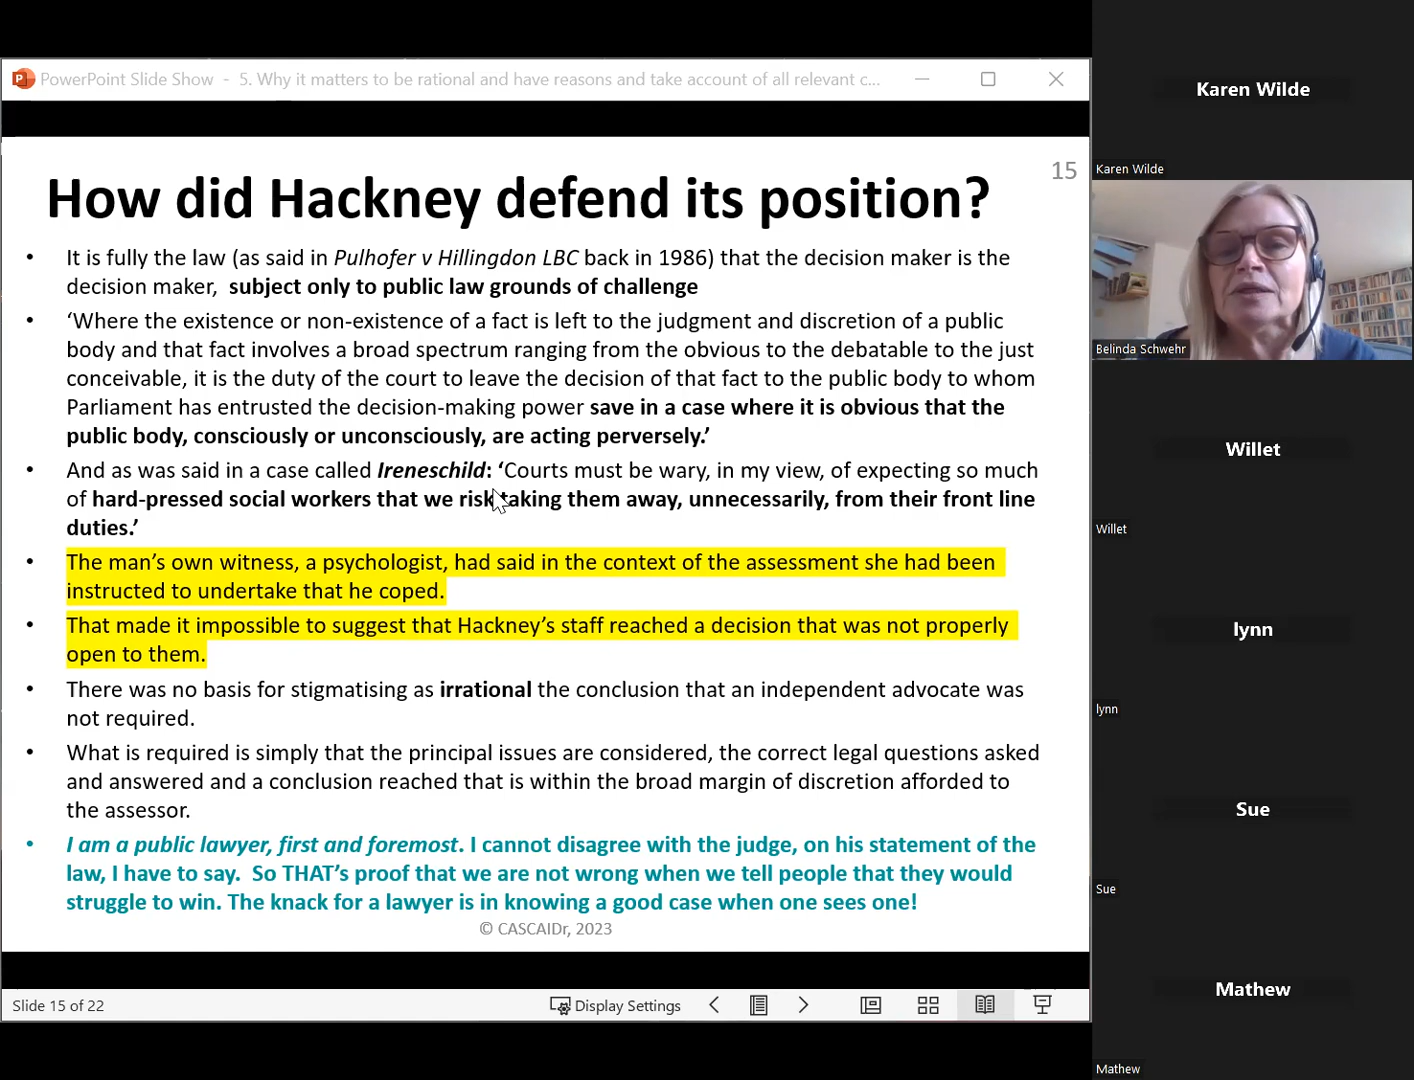 PowerPoint Slide Show - 5. Why it matters to be rational and have reasons and take account of all relevant c...
15
How did Hackney defend its position?
• It is fully the law (as said in Pulhofer v Hillingdon LBC back in 1986) that the decision maker is the
decision maker, subject only to public law grounds of challenge
• ‘Where the existence or non-existence of a fact is left to the judgment and discretion of a public
body and that fact involves a broad spectrum ranging from the obvious to the debatable to the just
conceivable, it is the duty of the court to leave the decision of that fact to the public body to whom
Parliament has entrusted the decision-making power save in a case where it is obvious that the
public body, consciously or unconsciously, are acting perversely.’
• And as was said in a case called Ireneschild: ‘Courts must be wary, in my view, of expecting so much
of hard-pressed social workers that we risk taking them away, unnecessarily, from their front line
duties.’
• The man’s own witness, a psychologist, had said in the context of the assessment she had been
instructed to undertake that he coped.
• That made it impossible to suggest that Hackney’s staff reached a decision that was not properly
open to them.
• There was no basis for stigmatising as irrational the conclusion that an independent advocate was
not required.
• What is required is simply that the principal issues are considered, the correct legal questions asked
and answered and a conclusion reached that is within the broad margin of discretion afforded to
the assessor.
• I am a public lawyer, first and foremost. I cannot disagree with the judge, on his statement of the
law, I have to say. So THAT’s proof that we are not wrong when we tell people that they would
struggle to win. The knack for a lawyer is in knowing a good case when one sees one!
© CASCAIDr, 2023
Slide 15 of 22
Display Settings
Karen Wilde
Karen Wilde
Belinda Schwehr
Willet
Willet
lynn
lynn
Sue
Sue
Mathew
Mathew